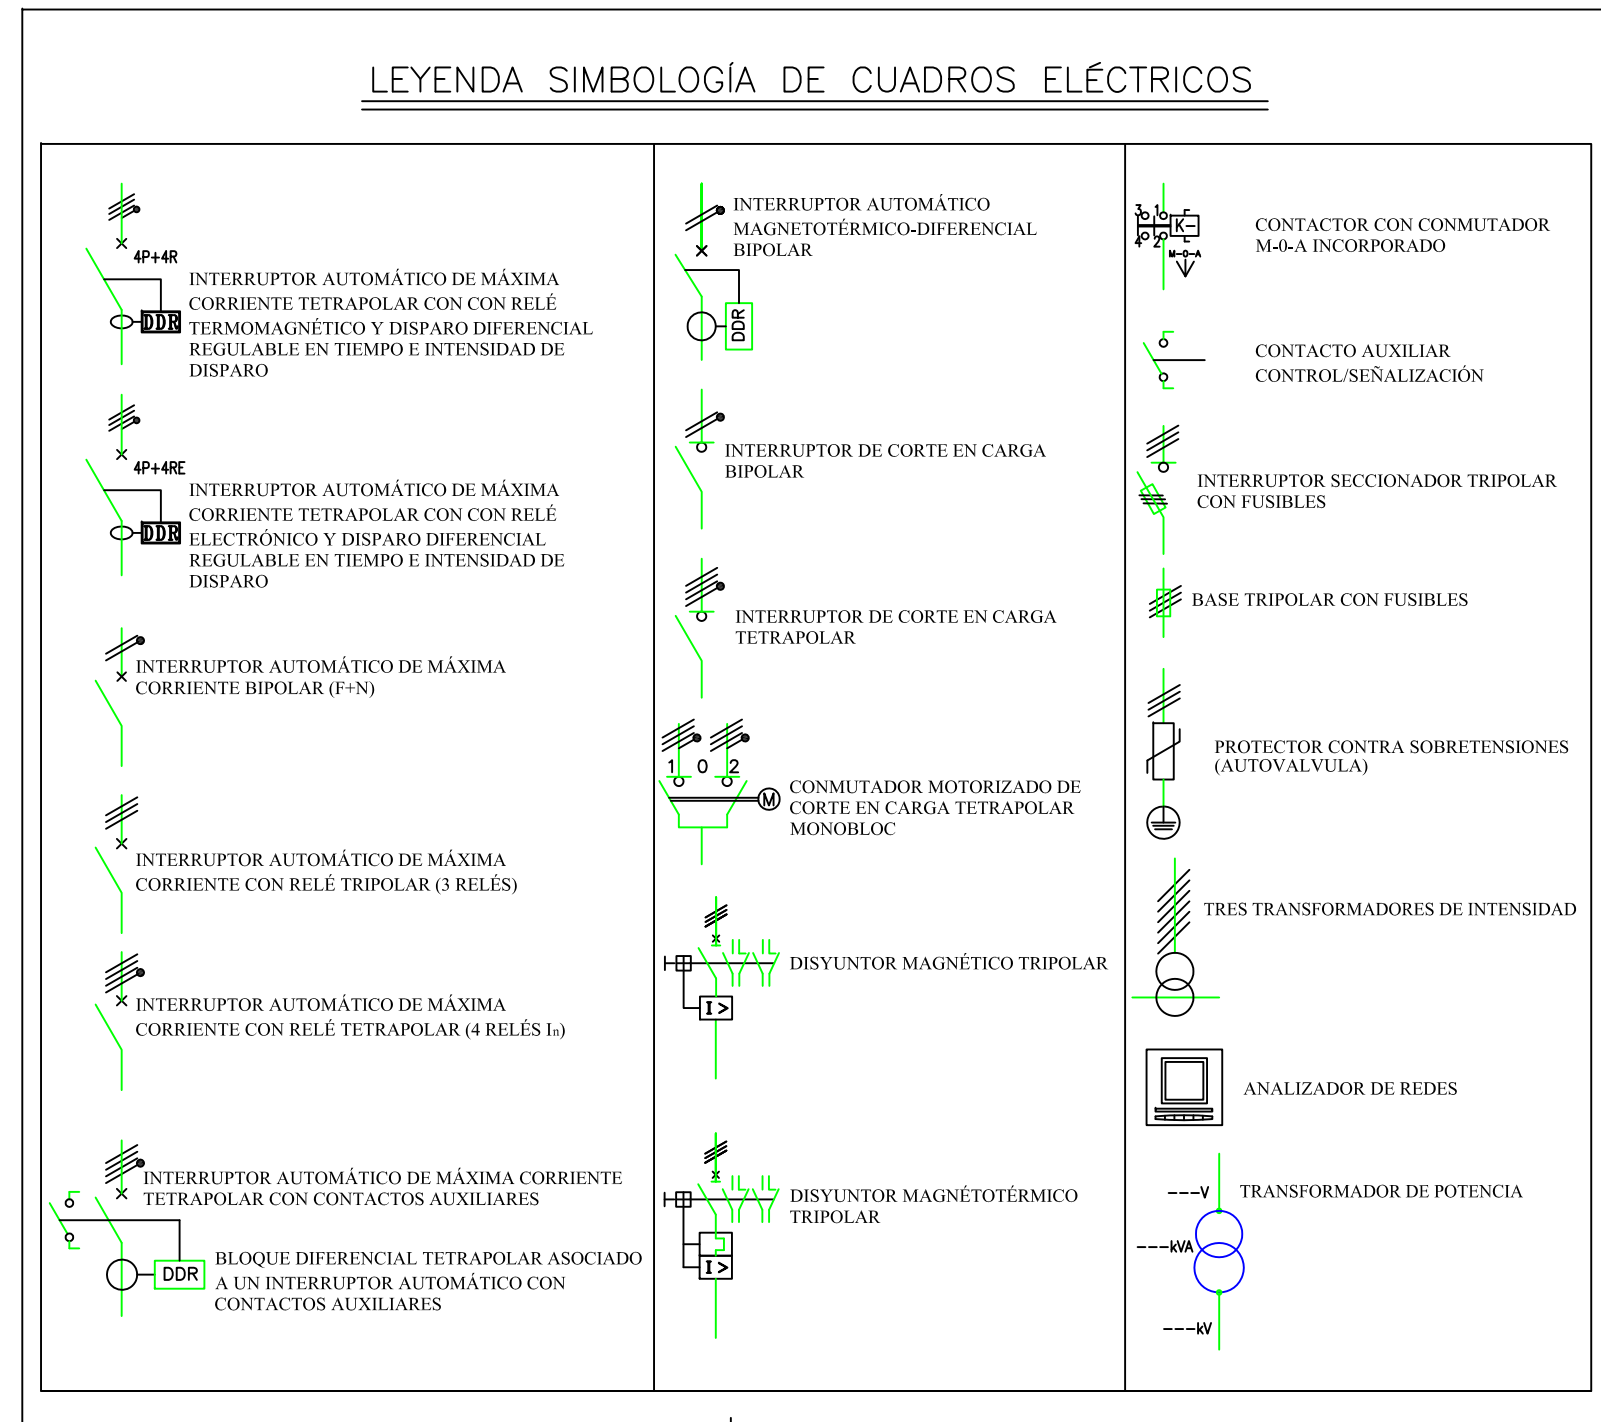 LEYENDA SIMBOLOGÍA DE CUADROS ELÉCTRICOS
4P+4R
INTERRUPTOR AUTOMÁTICO DE MÁXIMA
CORRIENTE TETRAPOLAR CON CON RELÉ
TERMOMAGNÉTICO Y DISPARO DIFERENCIAL
REGULABLE EN TIEMPO E INTENSIDAD DE
DISPARO
DDR
4P+4RE
INTERRUPTOR AUTOMÁTICO DE MÁXIMA
CORRIENTE TETRAPOLAR CON CON RELÉ
ELECTRÓNICO Y DISPARO DIFERENCIAL
REGULABLE EN TIEMPO E INTENSIDAD DE
DISPARO
DDR
INTERRUPTOR AUTOMÁTICO DE MÁXIMA
CORRIENTE BIPOLAR (F+N)
INTERRUPTOR AUTOMÁTICO DE MÁXIMA
CORRIENTE CON RELÉ TRIPOLAR (3 RELÉS)
INTERRUPTOR AUTOMÁTICO DE MÁXIMA
CORRIENTE CON RELÉ TETRAPOLAR (4 RELÉS In)
INTERRUPTOR AUTOMÁTICO DE MÁXIMA CORRIENTE
TETRAPOLAR CON CONTACTOS AUXILIARES
DDR
BLOQUE DIFERENCIAL TETRAPOLAR ASOCIADO
A UN INTERRUPTOR AUTOMÁTICO CON
CONTACTOS AUXILIARES
INTERRUPTOR AUTOMÁTICO
MAGNETOTÉRMICO-DIFERENCIAL
BIPOLAR
DDR
INTERRUPTOR DE CORTE EN CARGA
BIPOLAR
INTERRUPTOR DE CORTE EN CARGA
TETRAPOLAR
1 0 2
M
CONMUTADOR MOTORIZADO DE
CORTE EN CARGA TETRAPOLAR
MONOBLOC
DISYUNTOR MAGNÉTICO TRIPOLAR
I >
DISYUNTOR MAGNÉTOTÉRMICO
TRIPOLAR
I >
3 1
K-
4 2
M-0-A
CONTACTOR CON CONMUTADOR
M-0-A INCORPORADO
CONTACTO AUXILIAR
CONTROL/SEÑALIZACIÓN
INTERRUPTOR SECCIONADOR TRIPOLAR
CON FUSIBLES
BASE TRIPOLAR CON FUSIBLES
PROTECTOR CONTRA SOBRETENSIONES
(AUTOVALVULA)
TRES TRANSFORMADORES DE INTENSIDAD
ANALIZADOR DE REDES
---V
TRANSFORMADOR DE POTENCIA
---kVA
---kV